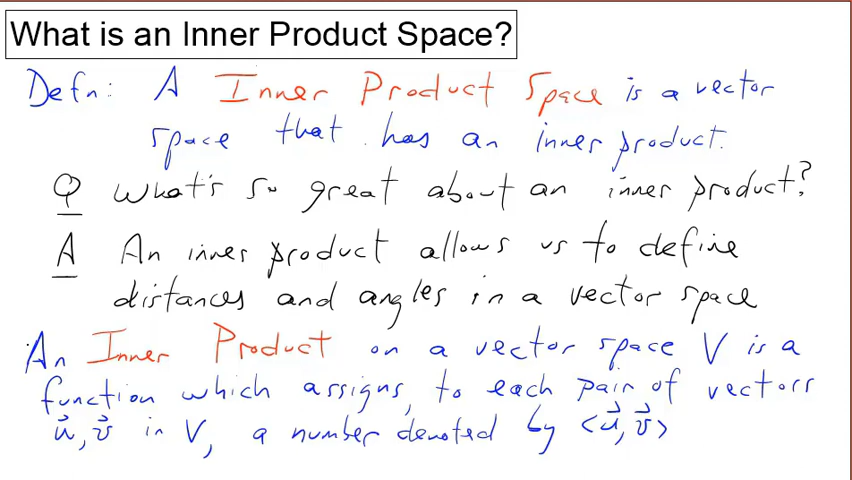 What is an Inner Product Space?
Defn: A Inner Product Space is a vector
space that has an inner product.
Q What's so great about an inner product?
A An inner product allows us to define
distances and angles in a vector space
An Inner Product on a vector space V is a
function which assigns, to each pair of vectors
u⃗, v⃗ in V, a number denoted by <u⃗, v⃗>